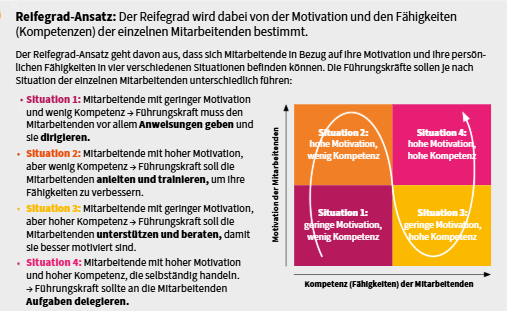 Reifegrad-Ansatz: Der Reifegrad wird dabei von der Motivation und den Fähigkeiten
(Kompetenzen) der einzelnen Mitarbeitenden bestimmt.
Der Reifegrad-Ansatz geht davon aus, dass sich Mitarbeitende in Bezug auf ihre Motivation und ihre persön-
lichen Fähigkeiten in vier verschiedenen Situationen befinden können. Die Führungskräfte sollen je nach
Situation der einzelnen Mitarbeitenden unterschiedlich führen:
• Situation 1: Mitarbeitende mit geringer Motivation
und wenig Kompetenz → Führungskraft muss den
Mitarbeitenden vor allem Anweisungen geben und
sie dirigieren.
• Situation 2: Mitarbeitende mit hoher Motivation,
aber wenig Kompetenz → Führungskraft soll die
Mitarbeitenden anleiten und trainieren, um ihre
Fähigkeiten zu verbessern.
• Situation 3: Mitarbeitende mit geringer Motivation,
aber hoher Kompetenz → Führungskraft soll die
Mitarbeitenden unterstützen und beraten, damit
sie besser motiviert sind.
• Situation 4: Mitarbeitende mit hoher Motivation
und hoher Kompetenz, die selbständig handeln.
→ Führungskraft sollte an die Mitarbeitenden
Aufgaben delegieren.
Motivation der Mitarbeitenden
Situation 2:
hohe Motivation,
wenig Kompetenz
Situation 4:
hohe Motivation,
hohe Kompetenz
Situation 1:
geringe Motivation,
wenig Kompetenz
Situation 3:
geringe Motivation,
hohe Kompetenz
Kompetenz (Fähigkeiten) der Mitarbeitenden